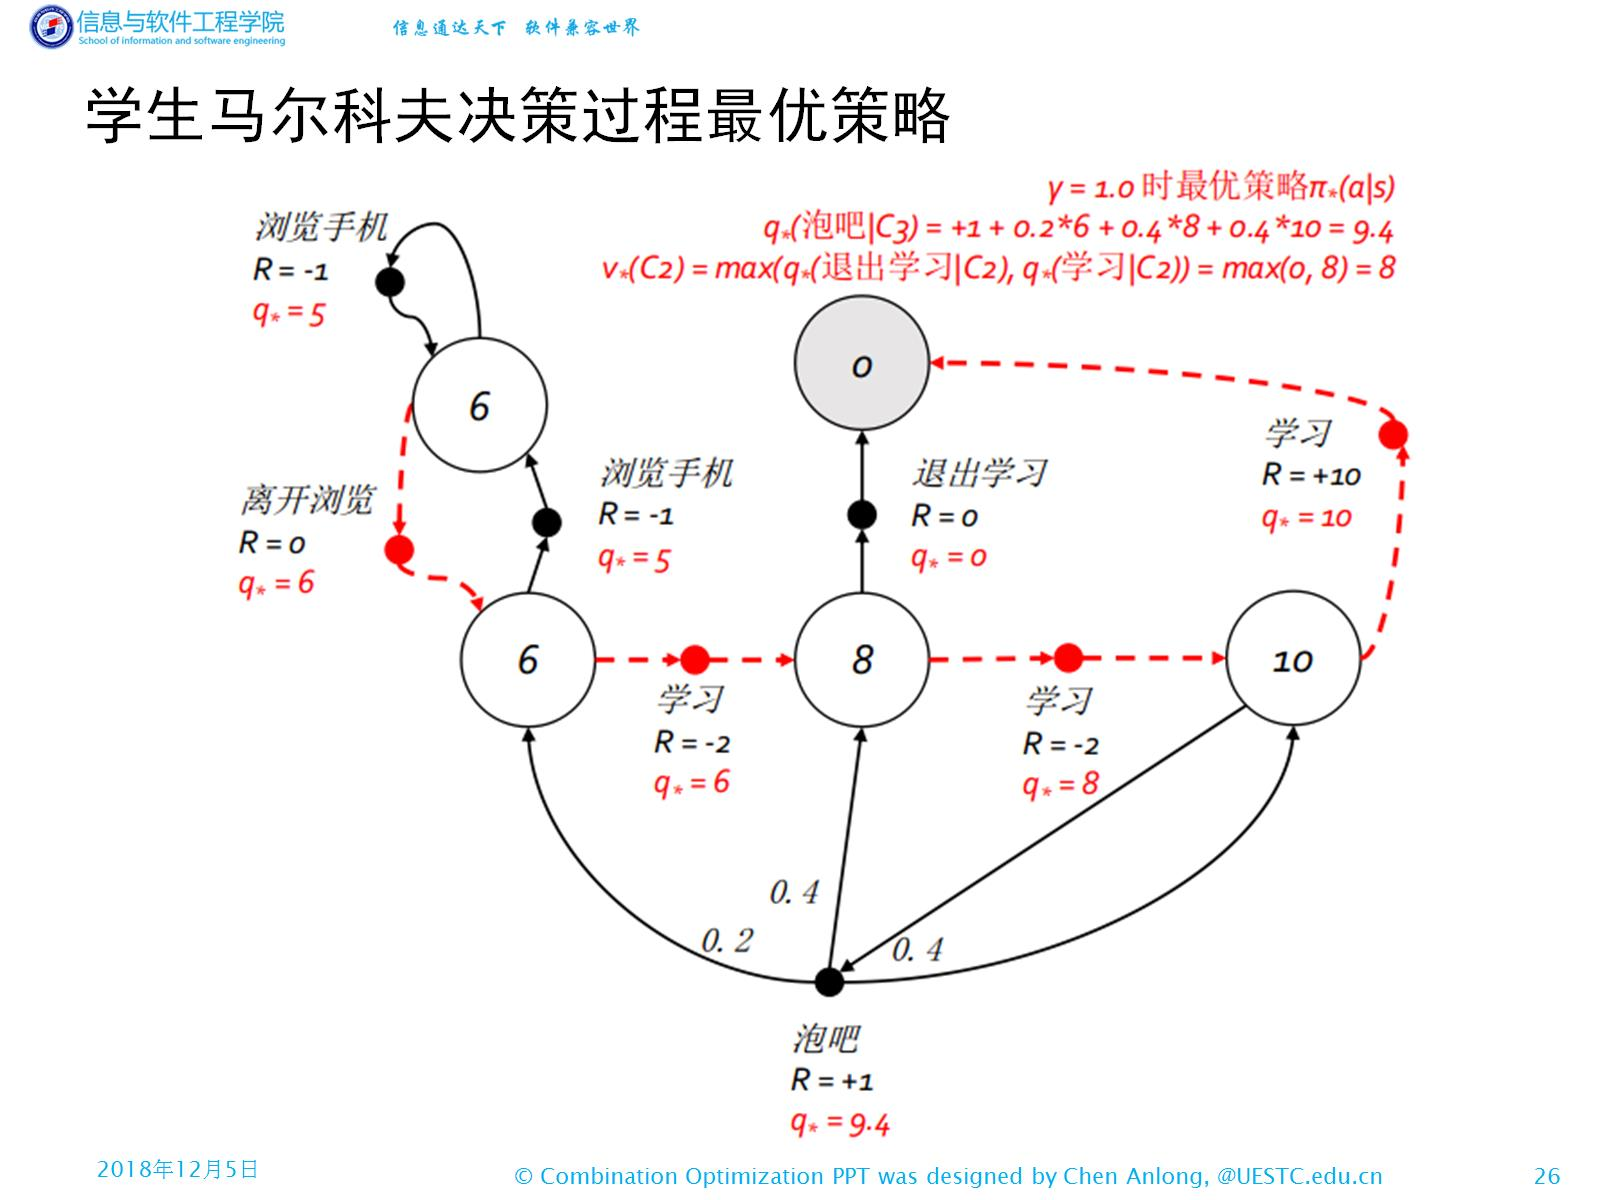 信息与软件工程学院
School of information and software engineering
信息通达天下 软件兼容世界
学生马尔科夫决策过程最优策略
γ = 1.0 时最优策略π*(a|s)
q*(泡吧|C3) = +1 + 0.2*6 + 0.4*8 + 0.4*10 = 9.4
v*(C2) = max(q*(退出学习|C2), q*(学习|C2)) = max(0, 8) = 8
浏览手机
R = -1
q* = 5
6
0
离开浏览
R = 0
q* = 6
浏览手机
R = -1
q* = 5
退出学习
R = 0
q* = 0
学习
R = +10
q* = 10
6
8
10
学习
R = -2
q* = 6
学习
R = -2
q* = 8
0.4
0.2
0.4
泡吧
R = +1
q* = 9.4
2018年12月5日
© Combination Optimization PPT was designed by Chen Anlong, @UESTC.edu.cn
26